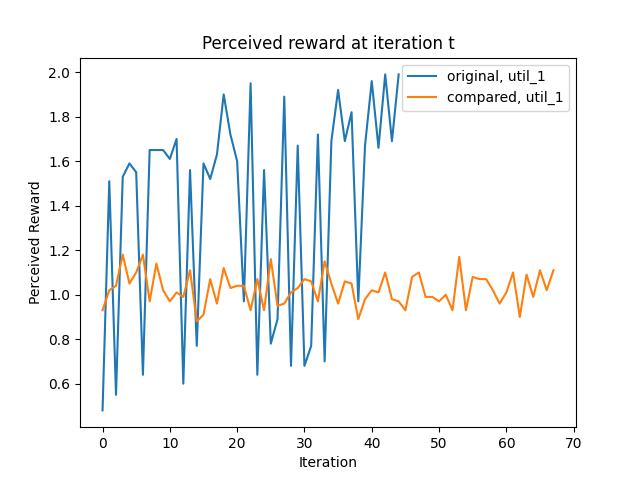 Perceived reward at iteration t
original, util_1
compared, util_1
Perceived Reward
2.0
1.8
1.6
1.4
1.2
1.0
0.8
0.6
0 10 20 30 40 50 60 70
Iteration